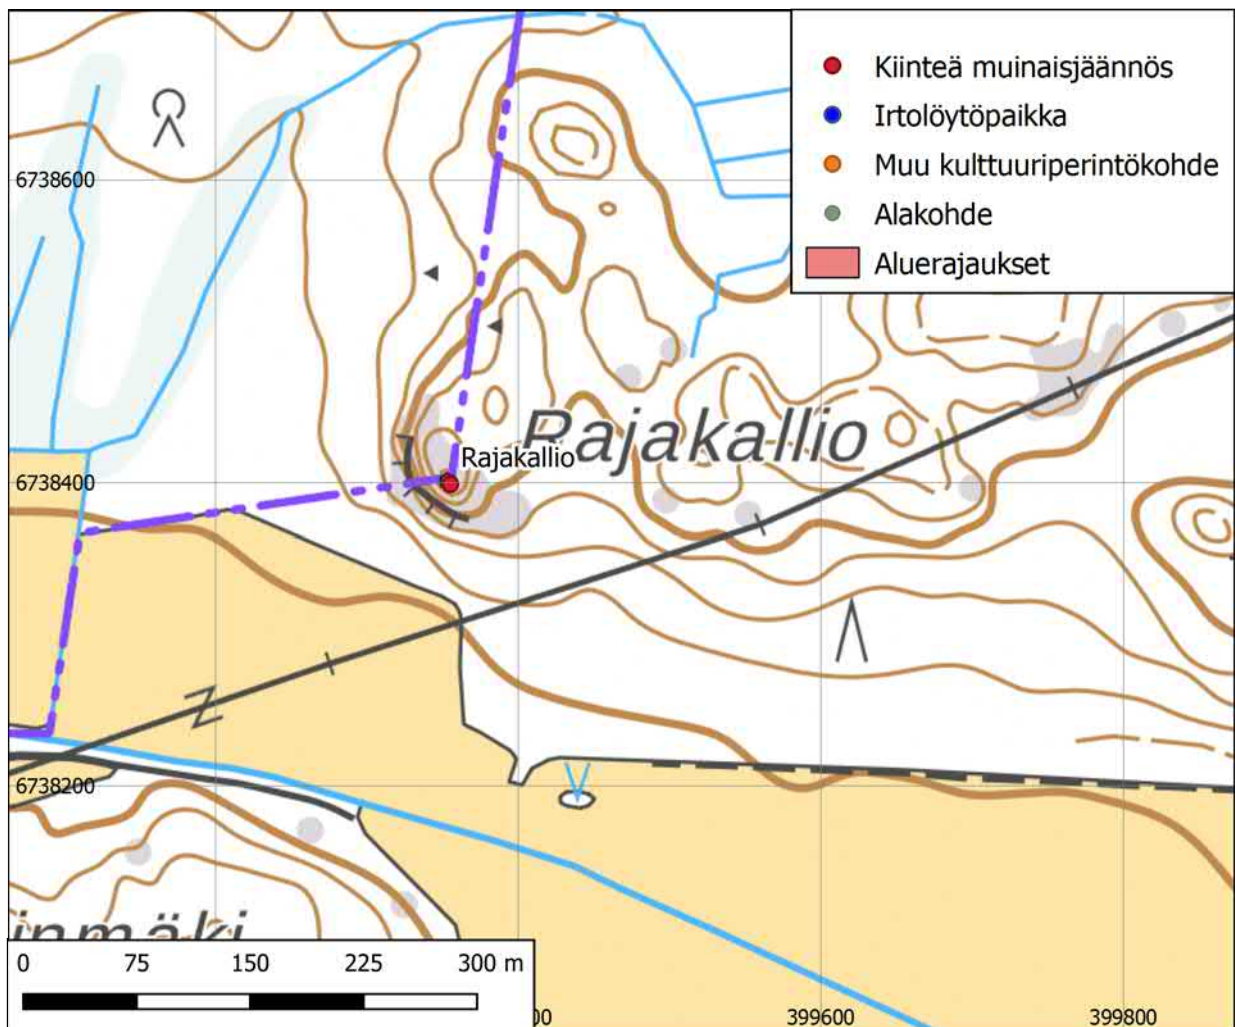 Kiinteä muinaisjäännös
Irtolöytöpaikka
Muu kulttuuriperintökohde
Alakohde
Aluerajaukset
6738600
Rajakallio
Rajakallio
6738400
6738200
0 75 150 225 300 m
399600
399800